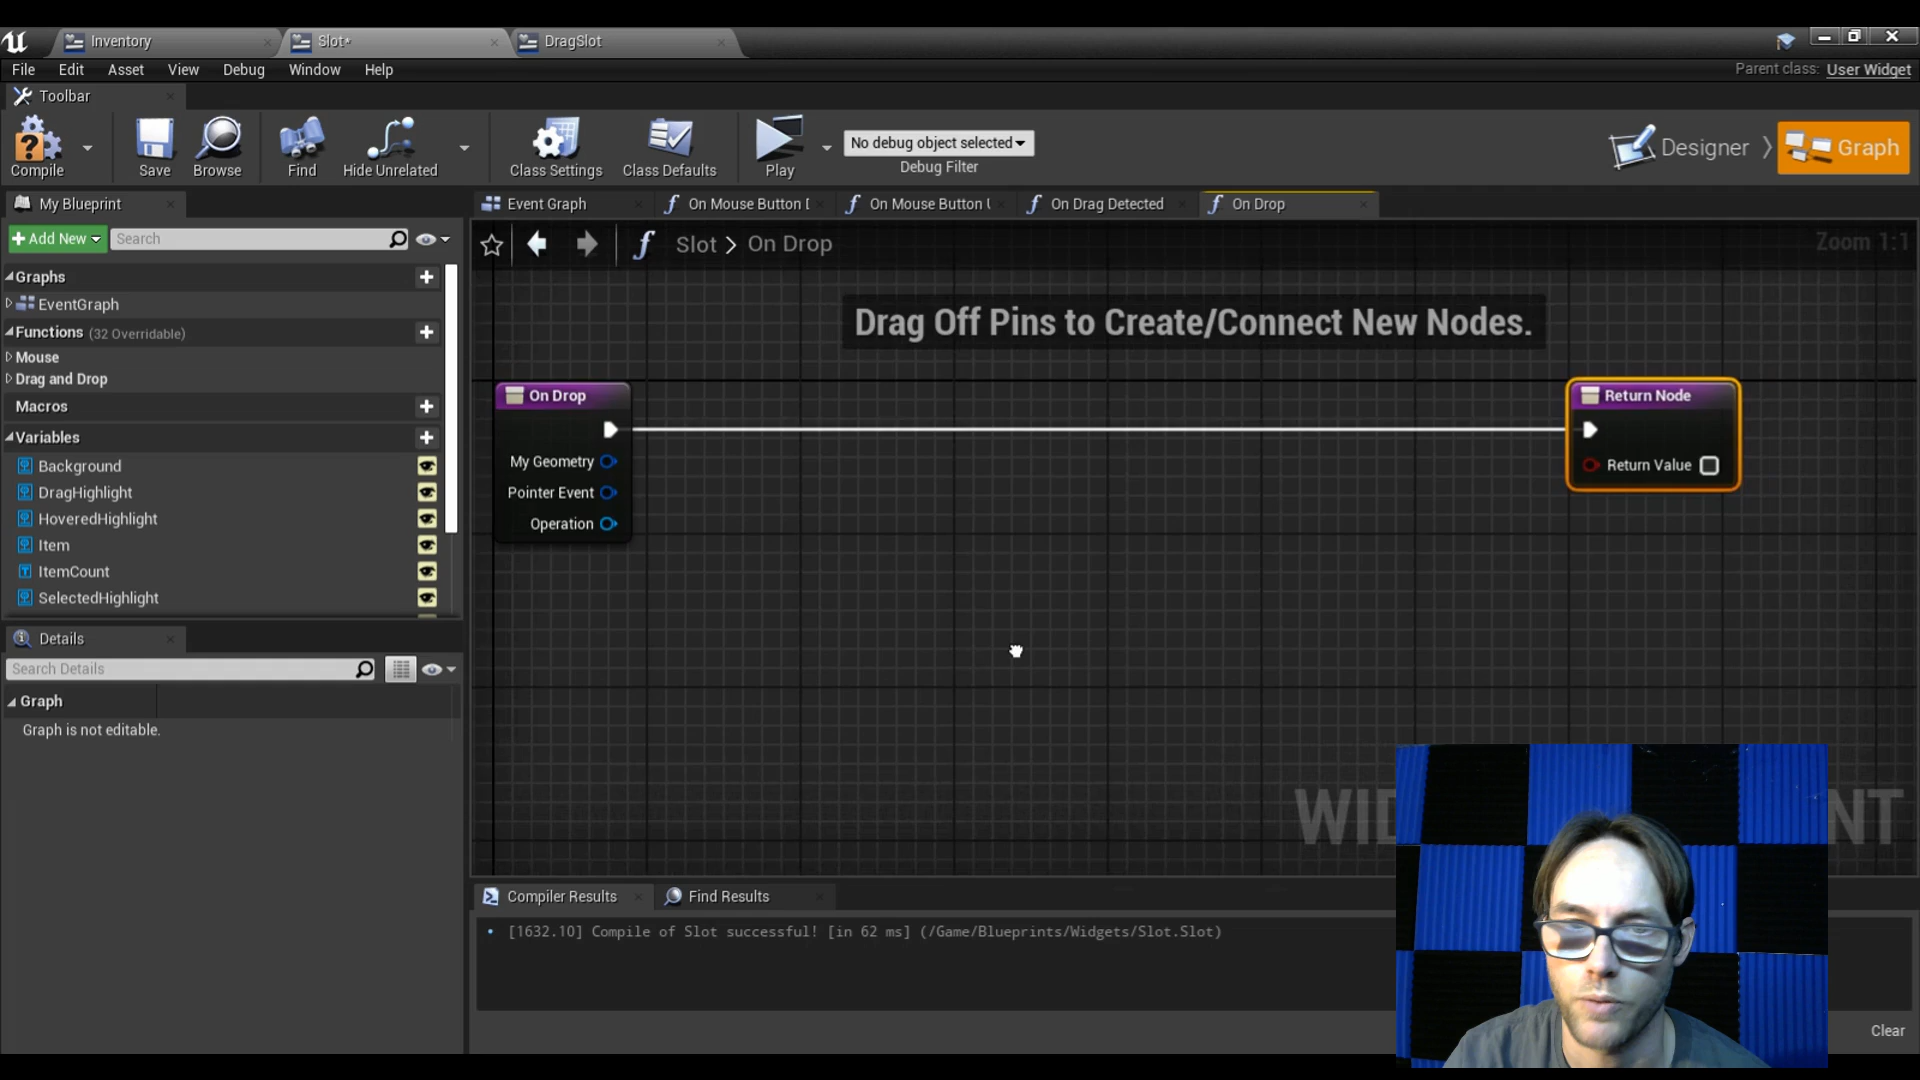 Inventory
Slot*
DragSlot
File Edit Asset View Debug Window Help
Parent class: User Widget
Toolbar
Compile
Save
Browse
Find
Hide Unrelated
Class Settings
Class Defaults
Play
No debug object selected
Debug Filter
Designer
Graph
My Blueprint
Event Graph
On Mouse Button D
On Mouse Button U
On Drag Detected
On Drop
Add New
Search
Slot > On Drop
Zoom 1:1
Graphs
EventGraph
Functions (32 Overridable)
Mouse
Drag and Drop
Macros
Variables
Background
DragHighlight
HoveredHighlight
Item
ItemCount
SelectedHighlight
Drag Off Pins to Create/Connect New Nodes.
On Drop
My Geometry
Pointer Event
Operation
Return Node
Return Value
Details
Search Details
Graph
Graph is not editable.
WID
NT
Compiler Results
Find Results
[1632.10] Compile of Slot successful! [in 62 ms] (/Game/Blueprints/Widgets/Slot.Slot)
Clear